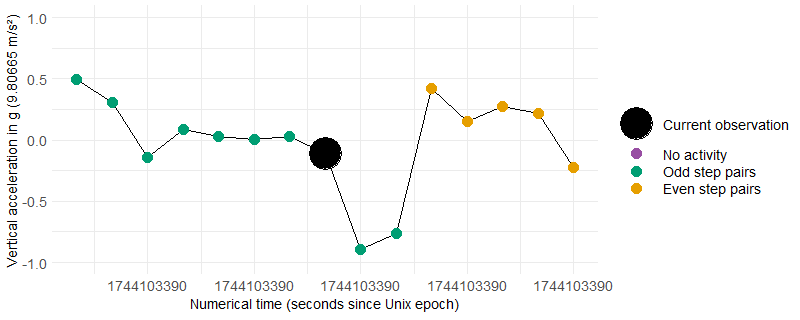 Vertical acceleration in g (9.80665 m/s²)
1.0
0.5
0.0
-0.5
-1.0
1744103390 1744103390 1744103390 1744103390 1744103390
Numerical time (seconds since Unix epoch)
Current observation
No activity
Odd step pairs
Even step pairs